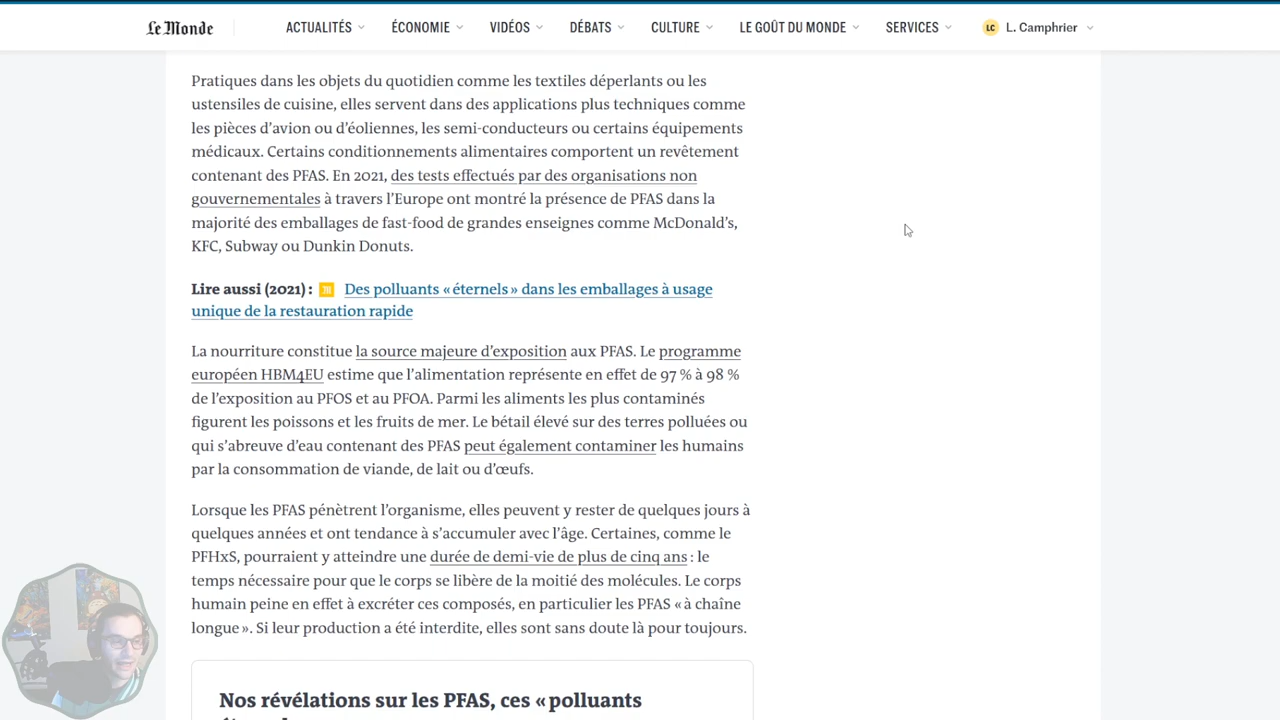 Le Monde
ACTUALITÉS
ÉCONOMIE
VIDÉOS
DÉBATS
CULTURE
LE GOÛT DU MONDE
SERVICES
LC
L. Camphrier
Pratiques dans les objets du quotidien comme les textiles déperlants ou les
ustensiles de cuisine, elles servent dans des applications plus techniques comme
les pièces d’avion ou d’éoliennes, les semi-conducteurs ou certains équipements
médicaux. Certains conditionnements alimentaires comportent un revêtement
contenant des PFAS. En 2021, des tests effectués par des organisations non
gouvernementales à travers l’Europe ont montré la présence de PFAS dans la
majorité des emballages de fast-food de grandes enseignes comme McDonald’s,
KFC, Subway ou Dunkin Donuts.
Lire aussi (2021) : M Des polluants « éternels » dans les emballages à usage
unique de la restauration rapide
La nourriture constitue la source majeure d’exposition aux PFAS. Le programme
européen HBM4EU estime que l’alimentation représente en effet de 97 % à 98 %
de l’exposition au PFOS et au PFOA. Parmi les aliments les plus contaminés
figurent les poissons et les fruits de mer. Le bétail élevé sur des terres polluées ou
qui s’abreuve d’eau contenant des PFAS peut également contaminer les humains
par la consommation de viande, de lait ou d’œufs.
Lorsque les PFAS pénètrent l’organisme, elles peuvent y rester de quelques jours à
quelques années et ont tendance à s’accumuler avec l’âge. Certaines, comme le
PFHxS, pourraient y atteindre une durée de demi-vie de plus de cinq ans : le
temps nécessaire pour que le corps se libère de la moitié des molécules. Le corps
humain peine en effet à excréter ces composés, en particulier les PFAS « à chaîne
longue ». Si leur production a été interdite, elles sont sans doute là pour toujours.
Nos révélations sur les PFAS, ces « polluants